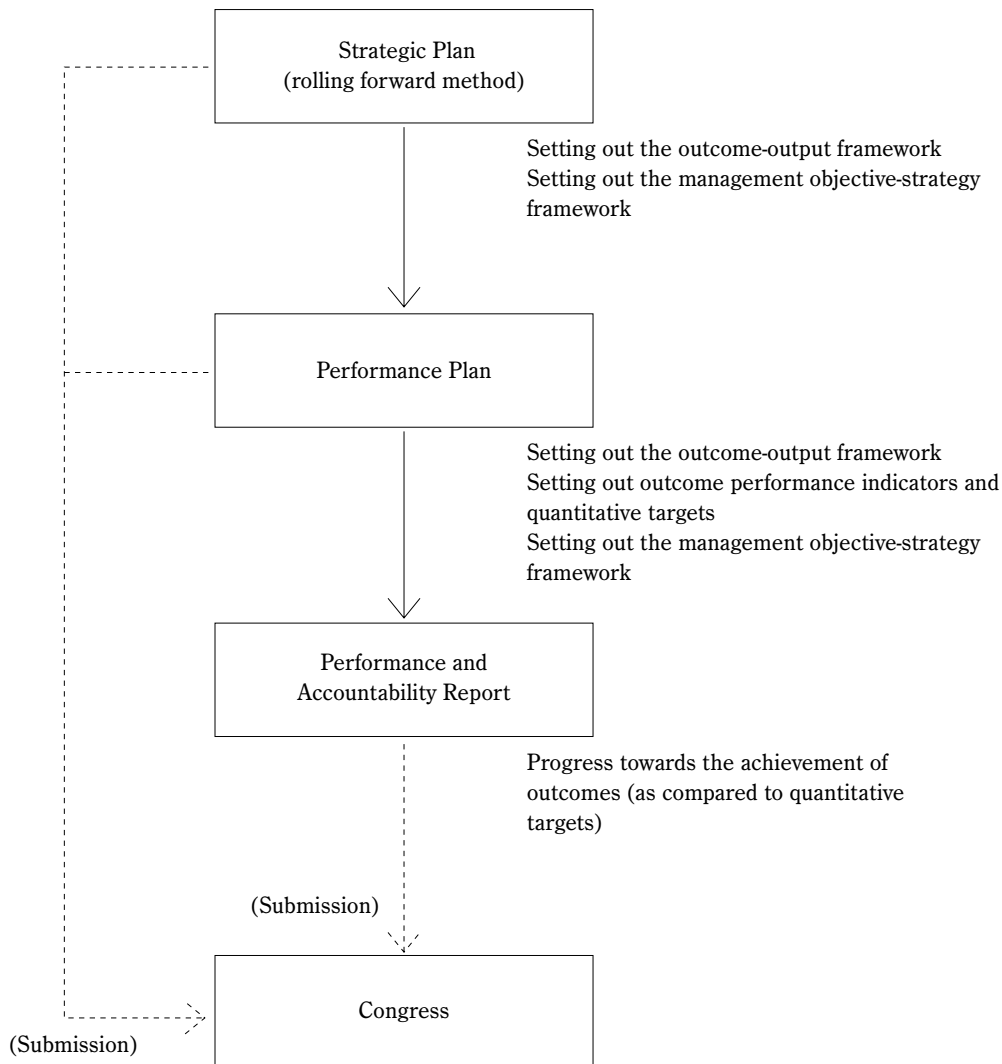 Strategic Plan
(rolling forward method)
Setting out the outcome-output framework
Setting out the management objective-strategy
framework
Performance Plan
Setting out the outcome-output framework
Setting out outcome performance indicators and
quantitative targets
Setting out the management objective-strategy
framework
Performance and
Accountability Report
Progress towards the achievement of
outcomes (as compared to quantitative
targets)
(Submission)
Congress
(Submission)